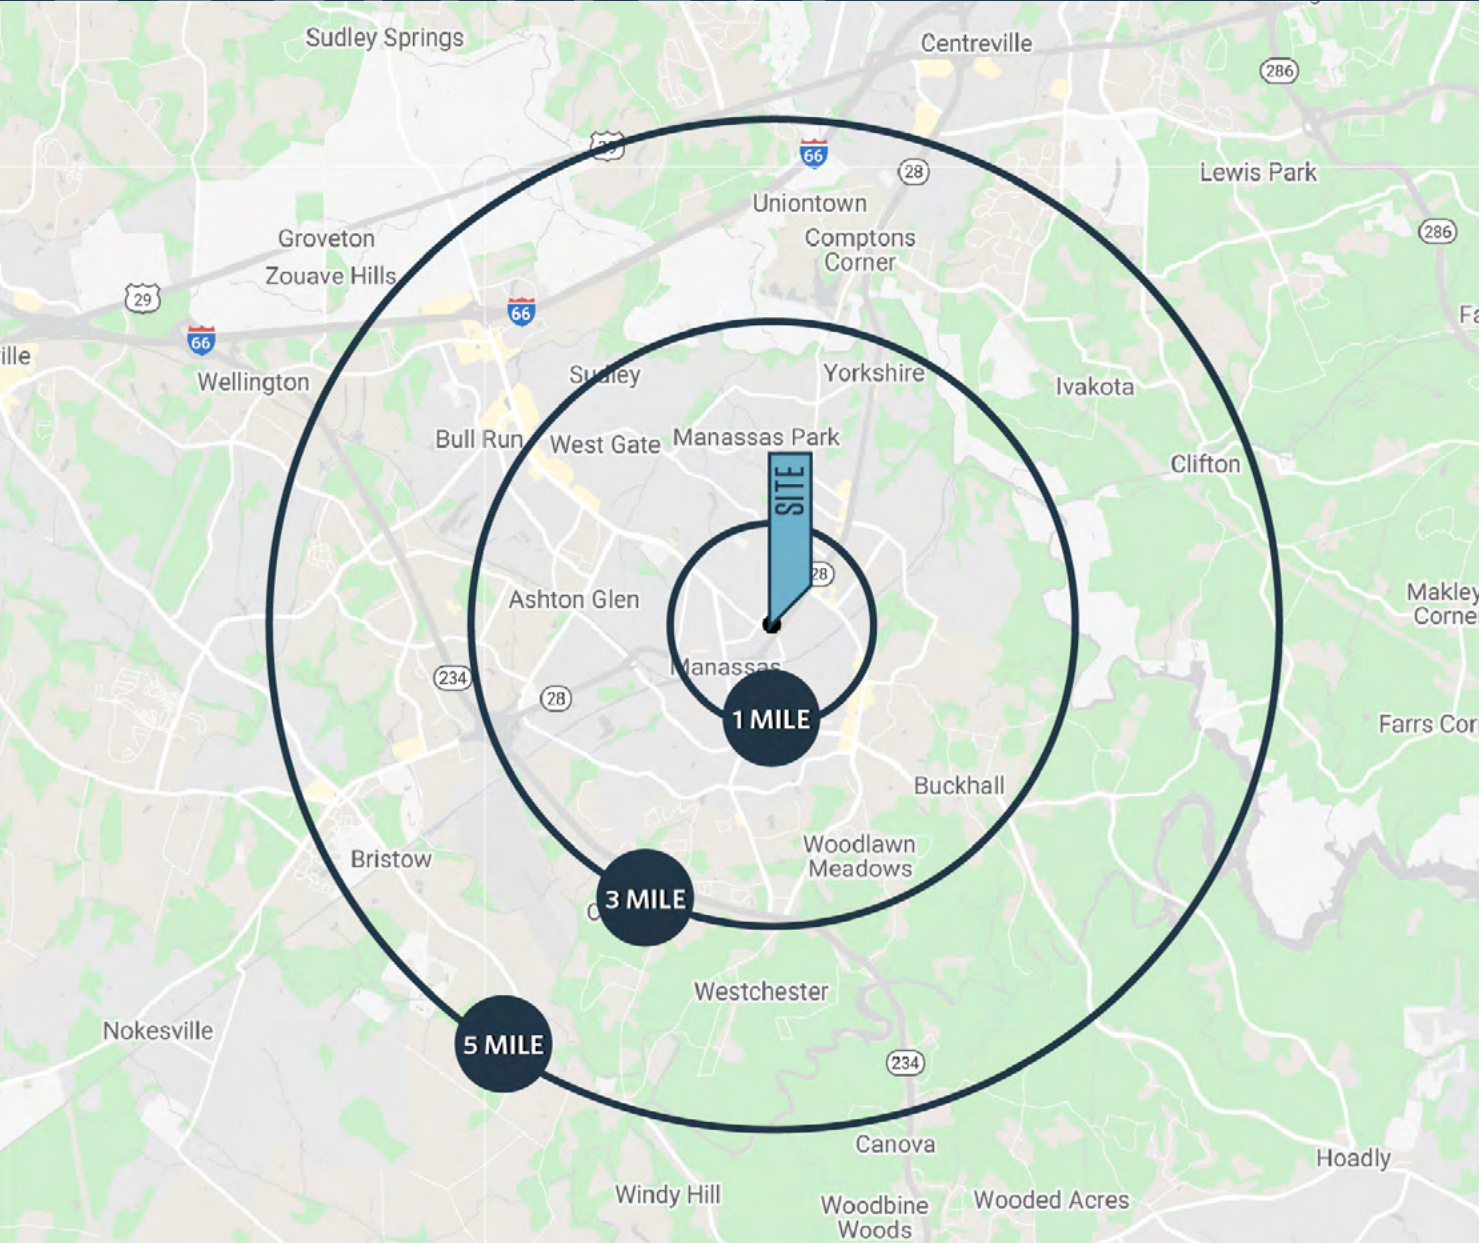 Sudley Springs
Centreville
286
29
66
28
Lewis Park
Uniontown
286
Groveton
Comptons
Corner
Zouave Hills
29
66
66
ille
Wellington
Sudley
Yorkshire
Ivakota
Bull Run
West Gate
Manassas Park
Clifton
SITE
28
Ashton Glen
Makley
Corne
Manassas
234
28
1 MILE
Farrs Cor
Buckhall
Woodlawn
Meadows
Bristow
3 MILE
Westchester
Nokesville
5 MILE
234
Canova
Hoadly
Windy Hill
Woodbine
Woods
Wooded Acres